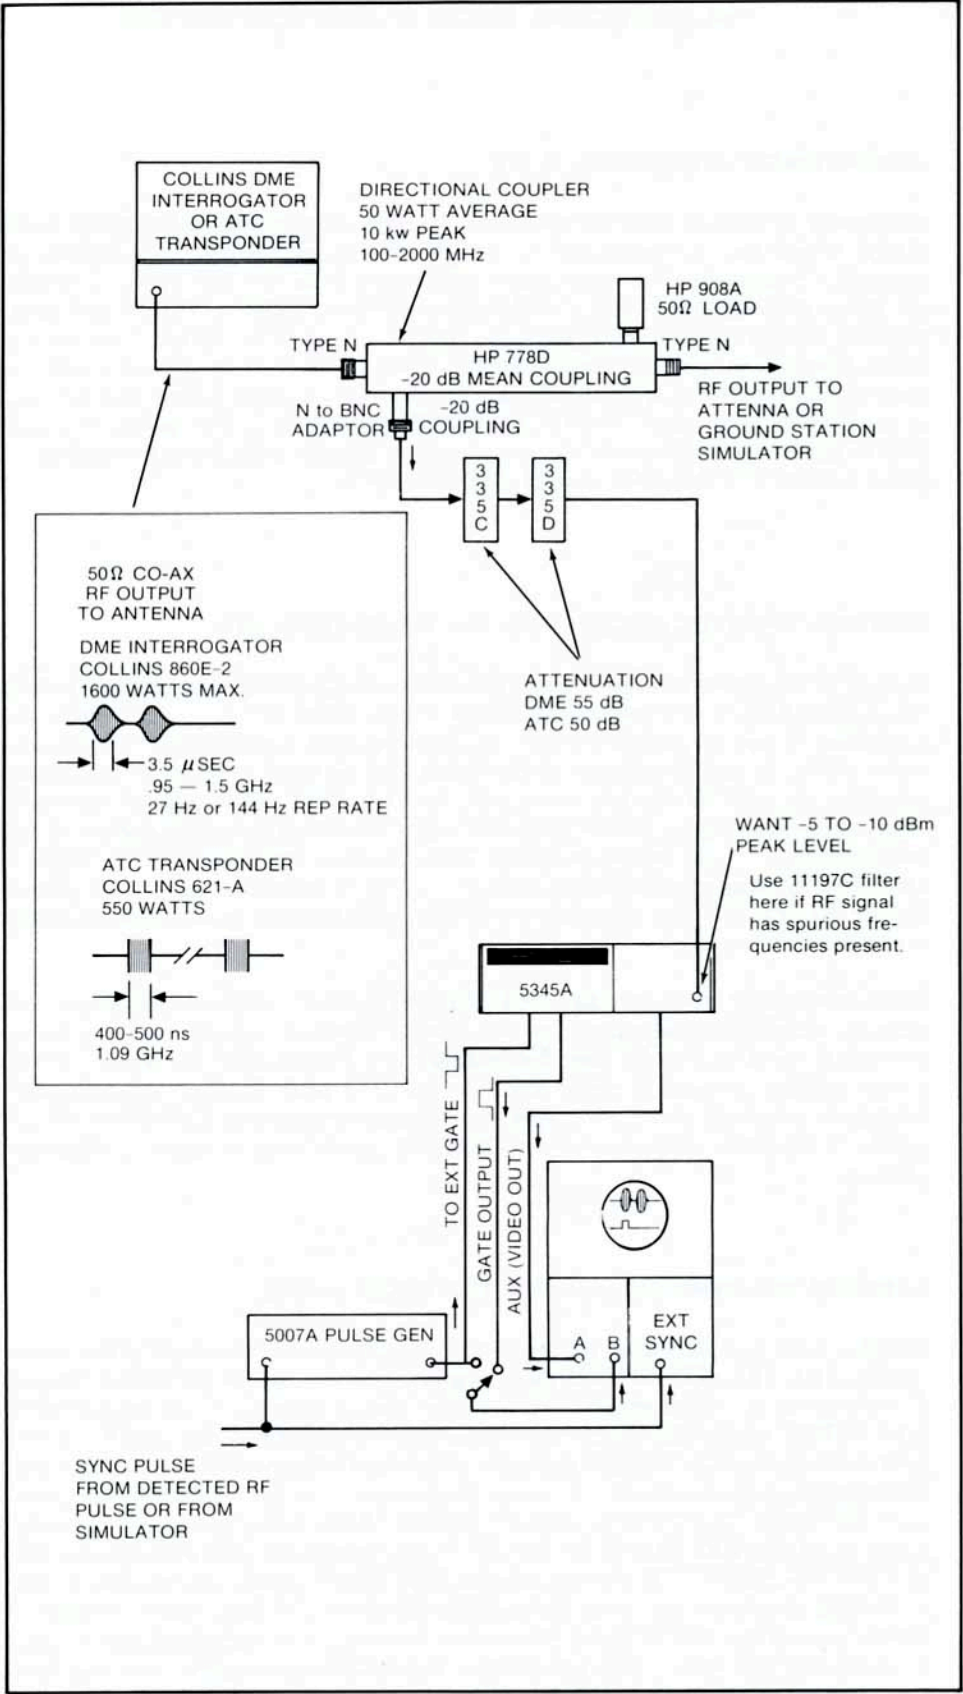 COLLINS DME
INTERROGATOR
OR ATC
TRANSPONDER
DIRECTIONAL COUPLER
50 WATT AVERAGE
10 kw PEAK
100-2000 MHz
HP 908A
50Ω LOAD
TYPE N
HP 778D
-20 dB MEAN COUPLING
TYPE N
RF OUTPUT TO
ATTENNA OR
GROUND STATION
SIMULATOR
N to BNC
ADAPTOR
-20 dB
COUPLING
335C
335D
ATTENUATION
DME 55 dB
ATC 50 dB
50Ω CO-AX
RF OUTPUT
TO ANTENNA
DME INTERROGATOR
COLLINS 860E-2
1600 WATTS MAX.
3.5 μSEC
.95 — 1.5 GHz
27 Hz or 144 Hz REP RATE
ATC TRANSPONDER
COLLINS 621-A
550 WATTS
400-500 ns
1.09 GHz
WANT -5 TO -10 dBm
PEAK LEVEL
Use 11197C filter
here if RF signal
has spurious fre-
quencies present.
5345A
TO EXT GATE
GATE OUTPUT
AUX (VIDEO OUT)
5007A PULSE GEN
A
B
EXT
SYNC
SYNC PULSE
FROM DETECTED RF
PULSE OR FROM
SIMULATOR